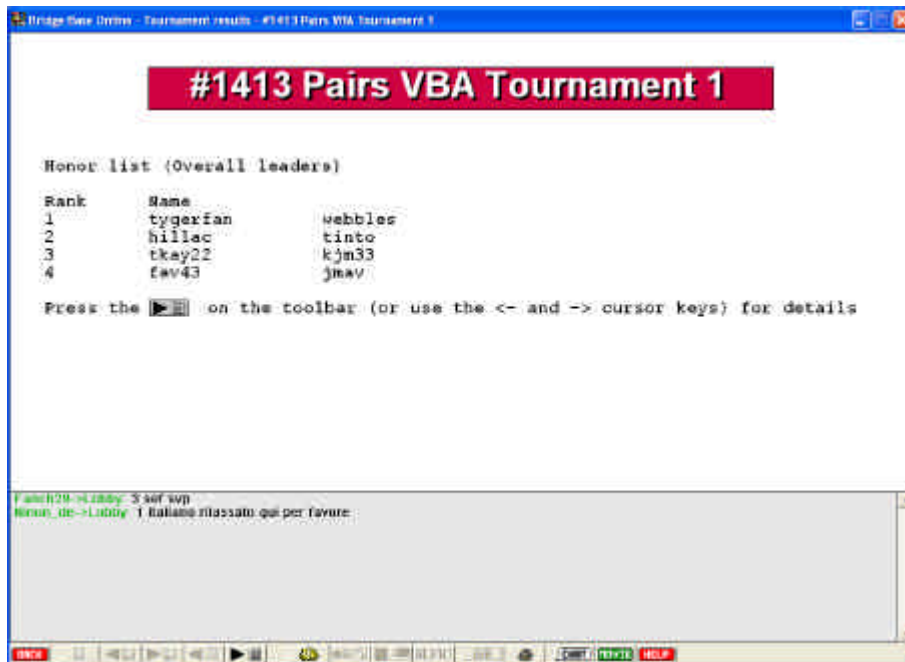 Bridge Base Online - Tournament results - #1413 Pairs VBA Tournament 1
#1413 Pairs VBA Tournament 1
Honor list (Overall leaders)
Rank Name
1 tygerfan webbles
2 hillac tinto
3 tkay22 kjm33
4 fav43 jmav
Press the on the toolbar (or use the <- and -> cursor keys) for details
->Lobby 3 sef svp
->Lobby 1 italiano rilassato qui per favore
BACK
MOVIE HELP